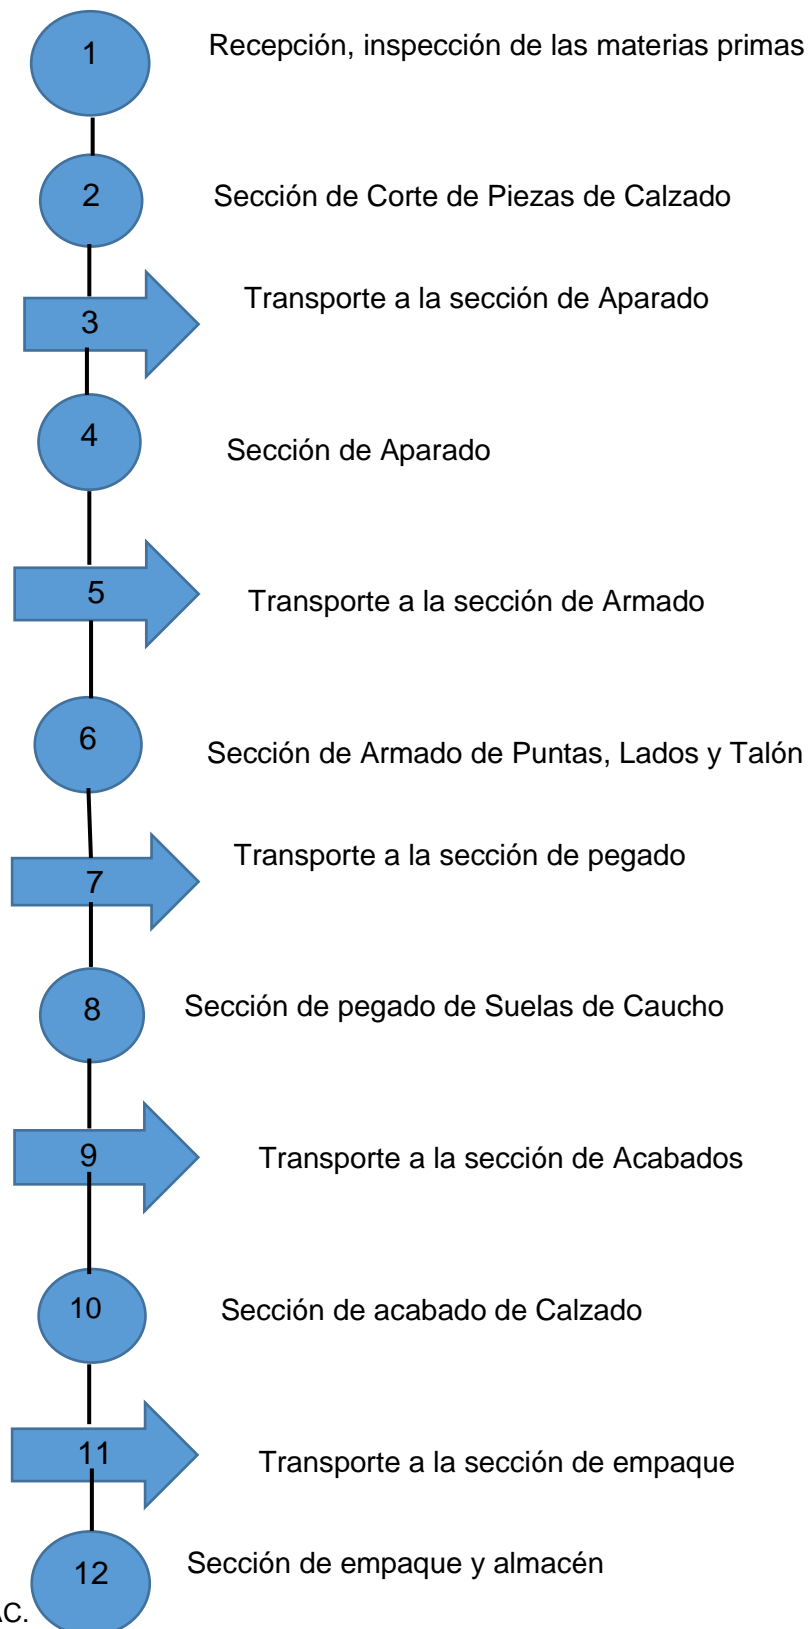 1
Recepción, inspección de las materias primas
2
Sección de Corte de Piezas de Calzado
Transporte a la sección de Aparado
3
4
Sección de Aparado
5
Transporte a la sección de Armado
6
Sección de Armado de Puntas, Lados y Talón
Transporte a la sección de pegado
7
8
Sección de pegado de Suelas de Caucho
9
Transporte a la sección de Acabados
10
Sección de acabado de Calzado
11
Transporte a la sección de empaque
12
Sección de empaque y almacén
AC.